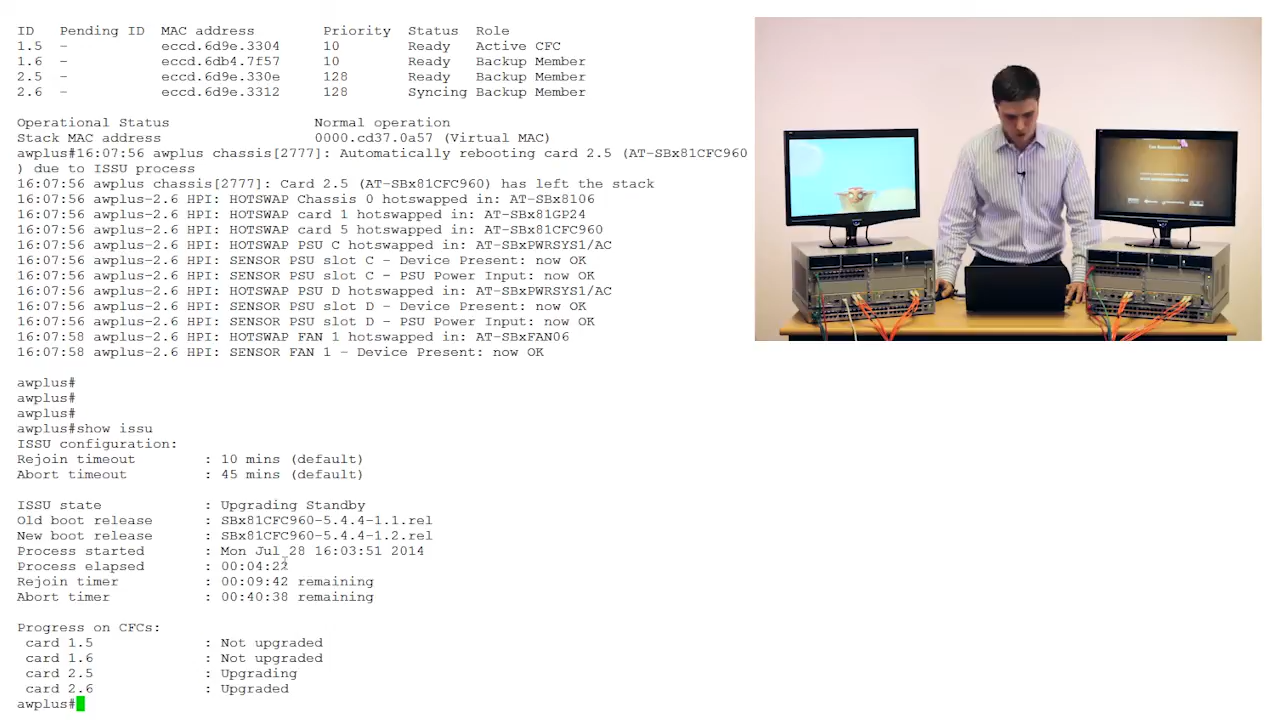 ID  Pending ID  MAC address        Priority  Status   Role
1.5  -          eccd.6d9e.3304     10        Ready    Active CFC
1.6  -          eccd.6db4.7f57     10        Ready    Backup Member
2.5  -          eccd.6d9e.330e     128       Ready    Backup Member
2.6  -          eccd.6d9e.3312     128       Syncing  Backup Member
Operational Status                Normal operation
Stack MAC address                 0000.cd37.0a57 (Virtual MAC)
awplus#16:07:56 awplus chassis[2777]: Automatically rebooting card 2.5 (AT-SBx81CFC960
) due to ISSU process
16:07:56 awplus chassis[2777]: Card 2.5 (AT-SBx81CFC960) has left the stack
16:07:56 awplus-2.6 HPI: HOTSWAP Chassis 0 hotswapped in: AT-SBx8106
16:07:56 awplus-2.6 HPI: HOTSWAP card 1 hotswapped in: AT-SBx81GP24
16:07:56 awplus-2.6 HPI: HOTSWAP card 5 hotswapped in: AT-SBx81CFC960
16:07:56 awplus-2.6 HPI: HOTSWAP PSU C hotswapped in: AT-SBxPWRSYS1/AC
16:07:56 awplus-2.6 HPI: SENSOR PSU slot C - Device Present: now OK
16:07:56 awplus-2.6 HPI: SENSOR PSU slot C - PSU Power Input: now OK
16:07:56 awplus-2.6 HPI: HOTSWAP PSU D hotswapped in: AT-SBxPWRSYS1/AC
16:07:56 awplus-2.6 HPI: SENSOR PSU slot D - Device Present: now OK
16:07:56 awplus-2.6 HPI: SENSOR PSU slot D - PSU Power Input: now OK
16:07:58 awplus-2.6 HPI: HOTSWAP FAN 1 hotswapped in: AT-SBxFAN06
16:07:58 awplus-2.6 HPI: SENSOR FAN 1 - Device Present: now OK
awplus#
awplus#
awplus#
awplus#show issu
ISSU configuration:
Rejoin timeout        : 10 mins (default)
Abort timeout         : 45 mins (default)
ISSU state            : Upgrading Standby
Old boot release      : SBx81CFC960-5.4.4-1.1.rel
New boot release      : SBx81CFC960-5.4.4-1.2.rel
Process started       : Mon Jul 28 16:03:51 2014
Process elapsed       : 00:04:22
Rejoin timer          : 00:09:42 remaining
Abort timer           : 00:40:38 remaining
Progress on CFCs:
card 1.5              : Not upgraded
card 1.6              : Not upgraded
card 2.5              : Upgrading
card 2.6              : Upgraded
awplus#